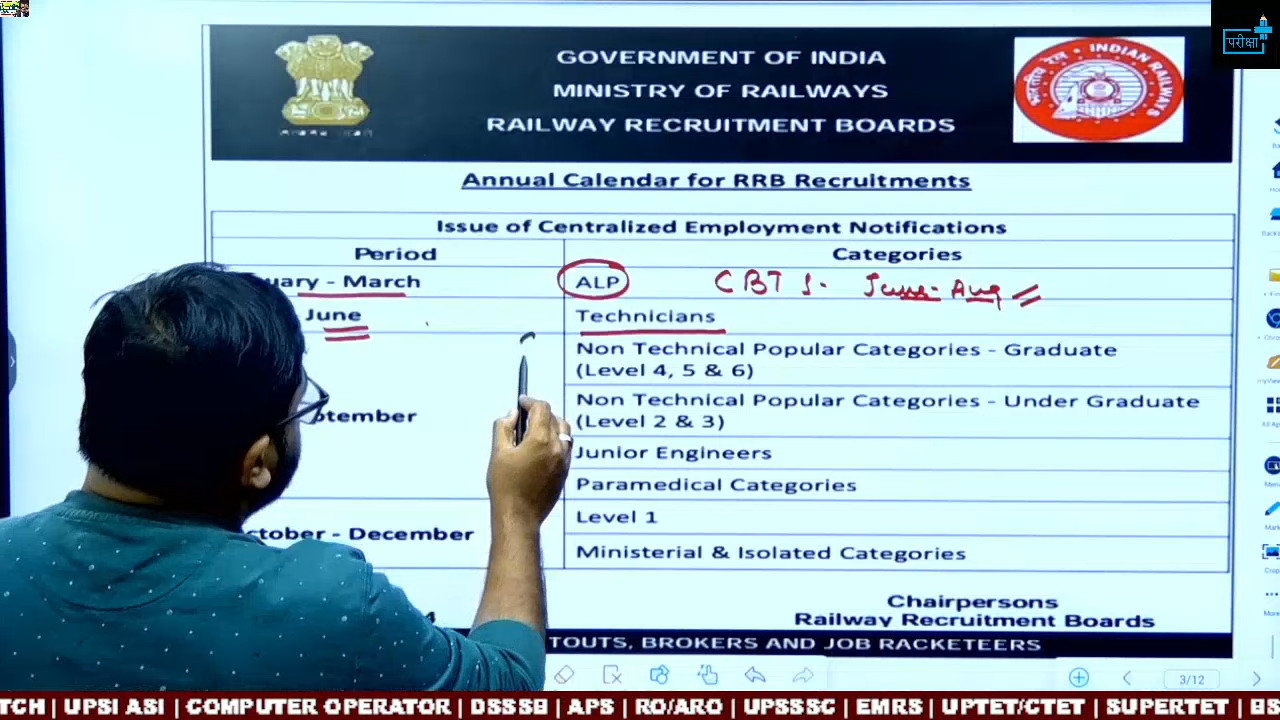 परीक्षा
GOVERNMENT OF INDIA
MINISTRY OF RAILWAYS
RAILWAY RECRUITMENT BOARDS
INDIAN RAILWAYS
भारतीय रेल
Annual Calendar for RRB Recruitments
Issue of Centralized Employment Notifications
Period Categories
uary - March ALP CBT 1. June - Aug
June Technicians
Non Technical Popular Categories - Graduate
(Level 4, 5 & 6)
Non Technical Popular Categories - Under Graduate
ptember (Level 2 & 3)
Junior Engineers
Paramedical Categories
Level 1
ctober - December
Ministerial & Isolated Categories
Chairpersons
Railway Recruitment Boards
TOUTS, BROKERS AND JOB RACKETEERS
3/12
TCH | UPSI ASI | COMPUTER OPERATOR | DSSSB | APS | RO/ARO | UPSSSC | EMRS | UPTET/CTET | SUPERTET | BS